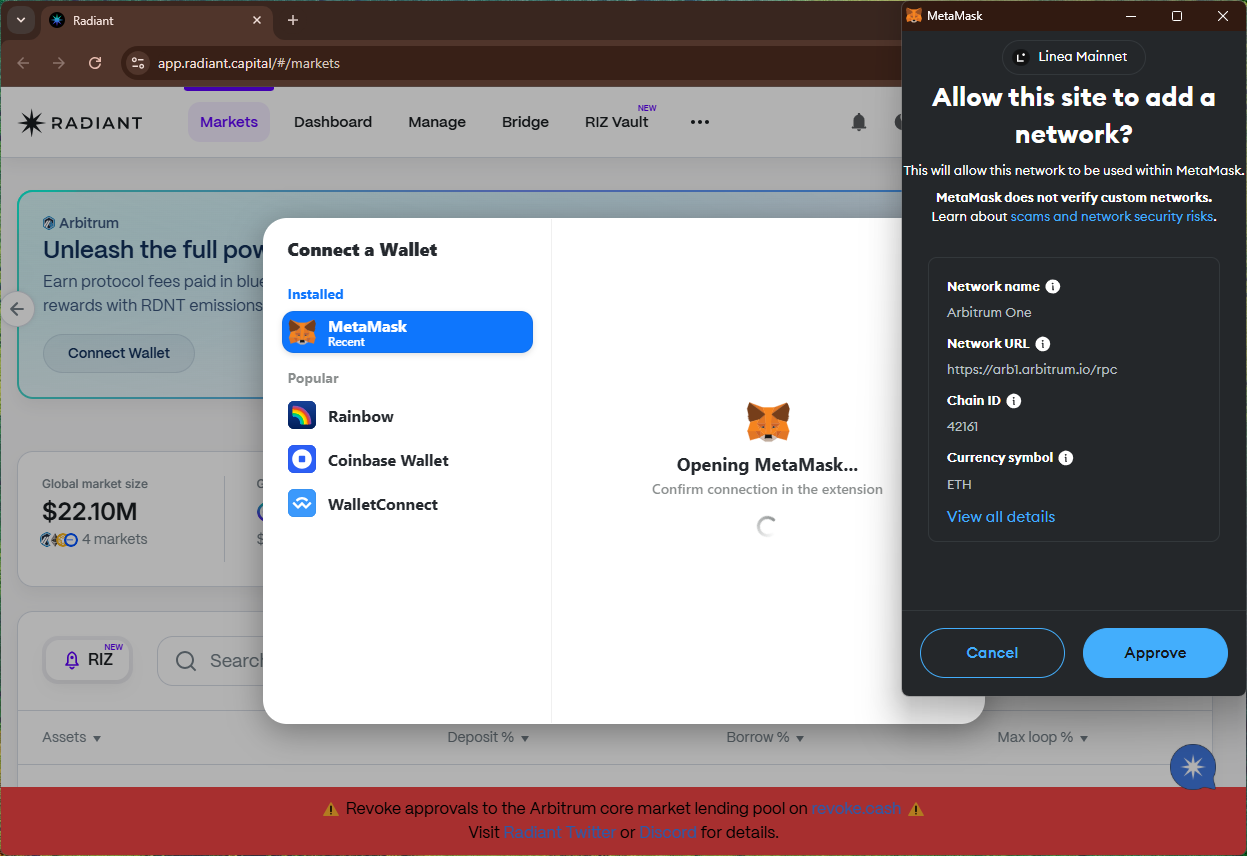 Radiant
app.radiant.capital/#/markets
RADIANT
Markets
Dashboard
Manage
Bridge
RIZ Vault
NEW
•••
Arbitrum
Unleash the full pow
Earn protocol fees paid in blue
rewards with RDNT emissions
Connect Wallet
Global market size
$22.10M
4 markets
$
RIZ
NEW
Search
Assets
Deposit %
Borrow %
Max loop %
Connect a Wallet
Installed
MetaMask
Recent
Popular
Rainbow
Coinbase Wallet
WalletConnect
Opening MetaMask...
Confirm connection in the extension
MetaMask
Linea Mainnet
Allow this site to add a
network?
This will allow this network to be used within MetaMask.
MetaMask does not verify custom networks.
Learn about scams and network security risks.
Network name
Arbitrum One
Network URL
https://arb1.arbitrum.io/rpc
Chain ID
42161
Currency symbol
ETH
View all details
Cancel
Approve
⚠️ Revoke approvals to the Arbitrum core market lending pool on revoke.cash ⚠️
Visit Radiant Twitter or Discord for details.